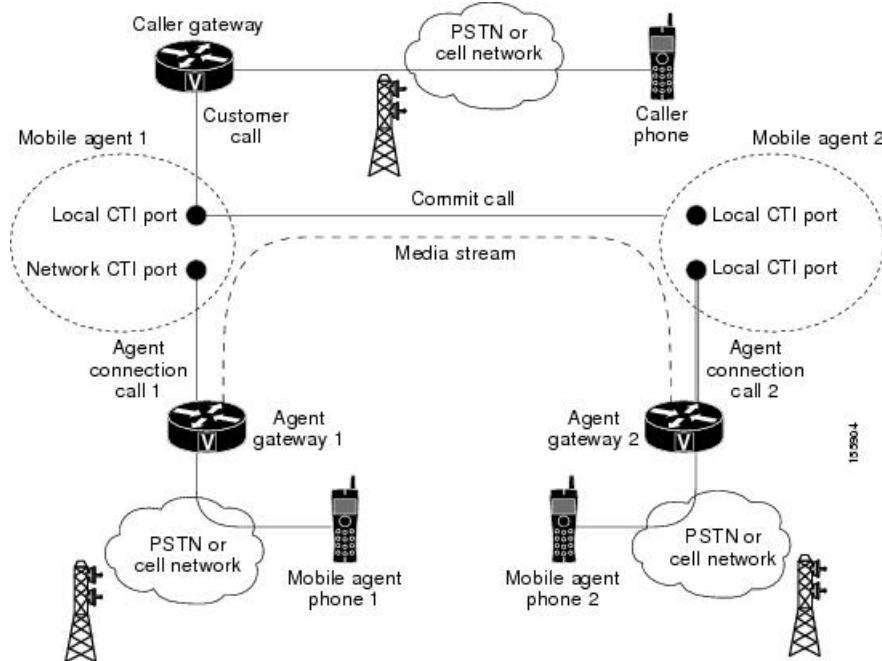 Caller gateway
PSTN or
cell network
V
Customer
call
Caller
phone
Mobile agent 1
Mobile agent 2
Local CTI port
Commit call
Local CTI port
Network CTI port
Media stream
Local CTI port
Agent
connection
call 1
Agent
connection
call 2
Agent
gateway 1
Agent
gateway 2
V
V
155904
PSTN or
cell network
Mobile agent
phone 1
Mobile agent
phone 2
PSTN or
cell network